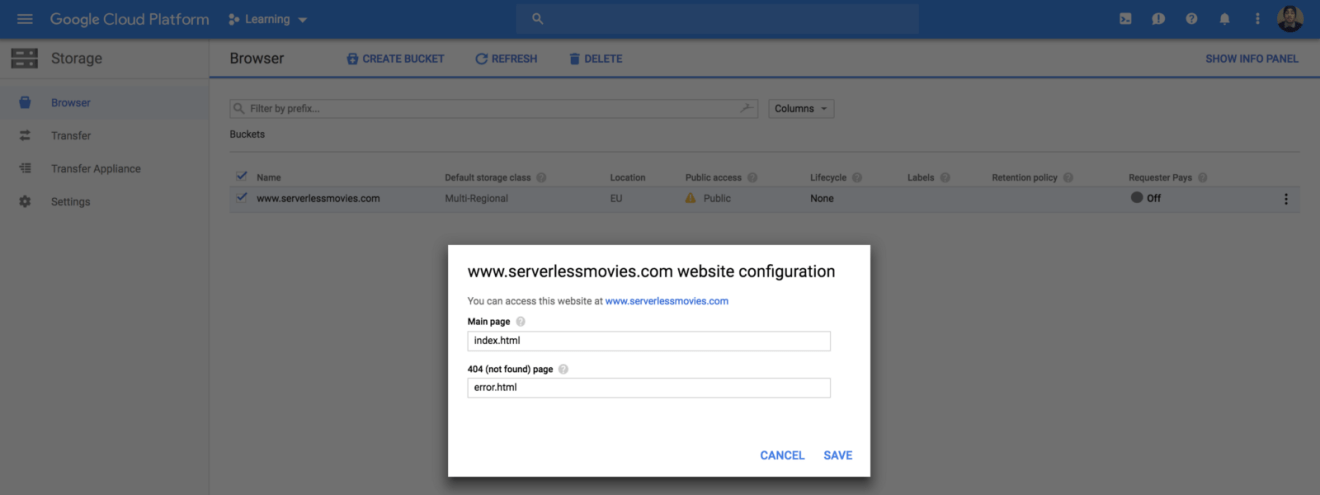 Google Cloud Platform Learning
Storage Browser CREATE BUCKET REFRESH DELETE SHOW INFO PANEL
Browser
Transfer
Transfer Appliance
Settings
Filter by prefix... Columns
Buckets
Name Default storage class Location Public access Lifecycle Labels Retention policy Requester Pays
www.serverlessmovies.com Multi-Regional EU Public None Off
www.serverlessmovies.com website configuration
You can access this website at www.serverlessmovies.com
Main page
index.html
404 (not found) page
error.html
CANCEL SAVE